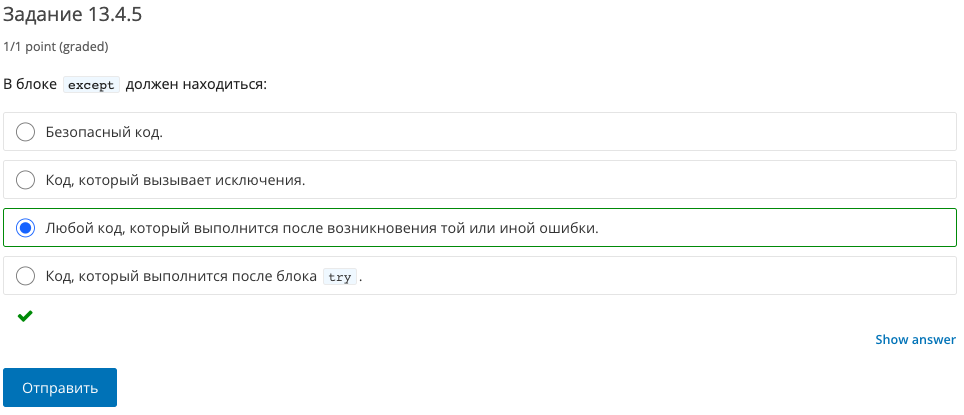 Задание 13.4.5
1/1 point (graded)
В блоке except должен находиться:
Безопасный код.
Код, который вызывает исключения.
Любой код, который выполнится после возникновения той или иной ошибки.
Код, который выполнится после блока try.
Show answer
Отправить